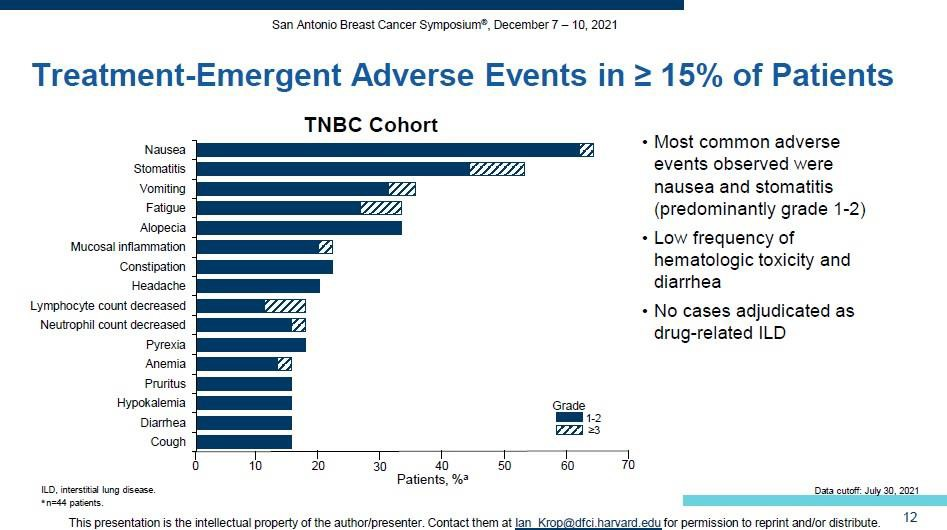 San Antonio Breast Cancer Symposium®, December 7 – 10, 2021
Treatment-Emergent Adverse Events in ≥ 15% of Patients
TNBC Cohort
Nausea
Stomatitis
Vomiting
Fatigue
Alopecia
Mucosal inflammation
Constipation
Headache
Lymphocyte count decreased
Neutrophil count decreased
Pyrexia
Anemia
Pruritus
Hypokalemia
Diarrhea
Cough
0 10 20 30 40 50 60 70
Patients, %ᵃ
Grade
1-2
≥3
• Most common adverse
events observed were
nausea and stomatitis
(predominantly grade 1-2)
• Low frequency of
hematologic toxicity and
diarrhea
• No cases adjudicated as
drug-related ILD
ILD, interstitial lung disease.
ᵃ n=44 patients.
Data cutoff: July 30, 2021
This presentation is the intellectual property of the author/presenter. Contact them at Ian_Krop@dfci.harvard.edu for permission to reprint and/or distribute.
12